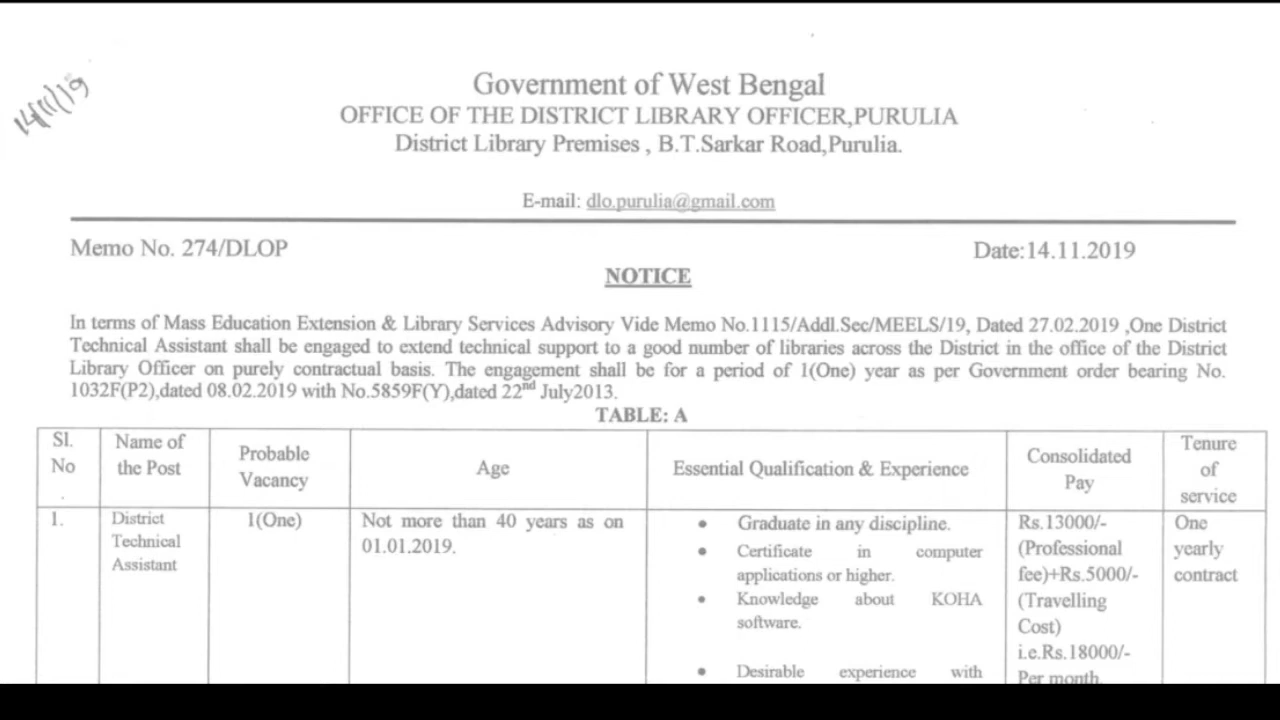 14/11/19
Government of West Bengal
OFFICE OF THE DISTRICT LIBRARY OFFICER,PURULIA
District Library Premises , B.T.Sarkar Road,Purulia.
E-mail: dlo.purulia@gmail.com
Memo No. 274/DLOP
Date:14.11.2019
NOTICE
In terms of Mass Education Extension & Library Services Advisory Vide Memo No.1115/Addl.Sec/MEELS/19, Dated 27.02.2019 ,One District
Technical Assistant shall be engaged to extend technical support to a good number of libraries across the District in the office of the District
Library Officer on purely contractual basis. The engagement shall be for a period of 1(One) year as per Government order bearing No.
1032F(P2),dated 08.02.2019 with No.5859F(Y),dated 22nd July2013.
TABLE: A
Sl.
No
.
Name of
the Post
Probable
Vacancy
Age
Essential Qualification & Experience
Consolidated
Pay
Tenure
of
service
1.
District
Technical
Assistant
1(One)
Not more than 40 years as on
01.01.2019.
• Graduate in any discipline.
• Certificate in computer
applications or higher.
• Knowledge about KOHA
software.
• Desirable experience with
Rs.13000/-
(Professional
fee)+Rs.5000/-
(Travelling
Cost)
i.e.Rs.18000/-
Per month.
One
yearly
contract